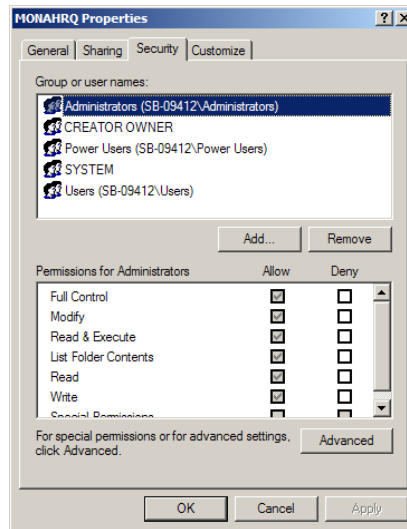 MONAHRQ Properties
General Sharing Security Customize
Group or user names:
Administrators (SB-09412\Administrators)
CREATOR OWNER
Power Users (SB-09412\Power Users)
SYSTEM
Users (SB-09412\Users)
Add... Remove
Permissions for Administrators Allow Deny
Full Control
Modify
Read & Execute
List Folder Contents
Read
Write
Special Permissions
For special permissions or for advanced settings,
click Advanced.
Advanced
OK Cancel Apply